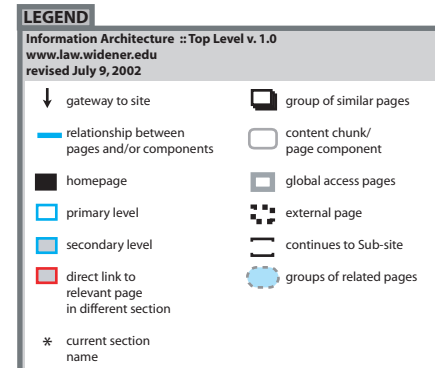 LEGEND
Information Architecture :: Top Level v. 1.0
www.law.widener.edu
revised July 9, 2002
gateway to site
relationship between
pages and/or components
homepage
primary level
secondary level
direct link to
relevant page
in different section
* current section
name
group of similar pages
content chunk/
page component
global access pages
external page
continues to Sub-site
groups of related pages